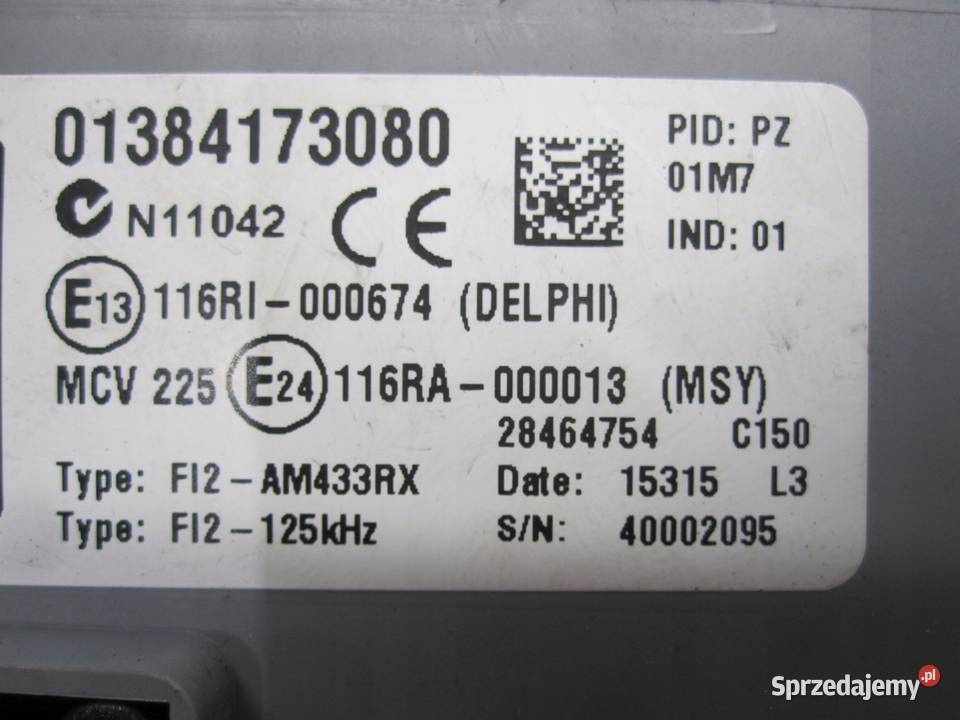 01384173080
PID: PZ
01M7
N11042 CE
IND: 01
E13 116RI-000674 (DELPHI)
MCV 225 E24 116RA-000013 (MSY)
28464754 C150
Type: FI2-AM433RX Date: 15315 L3
Type: FI2-125kHz S/N: 40002095
Sprzedajemy.pl